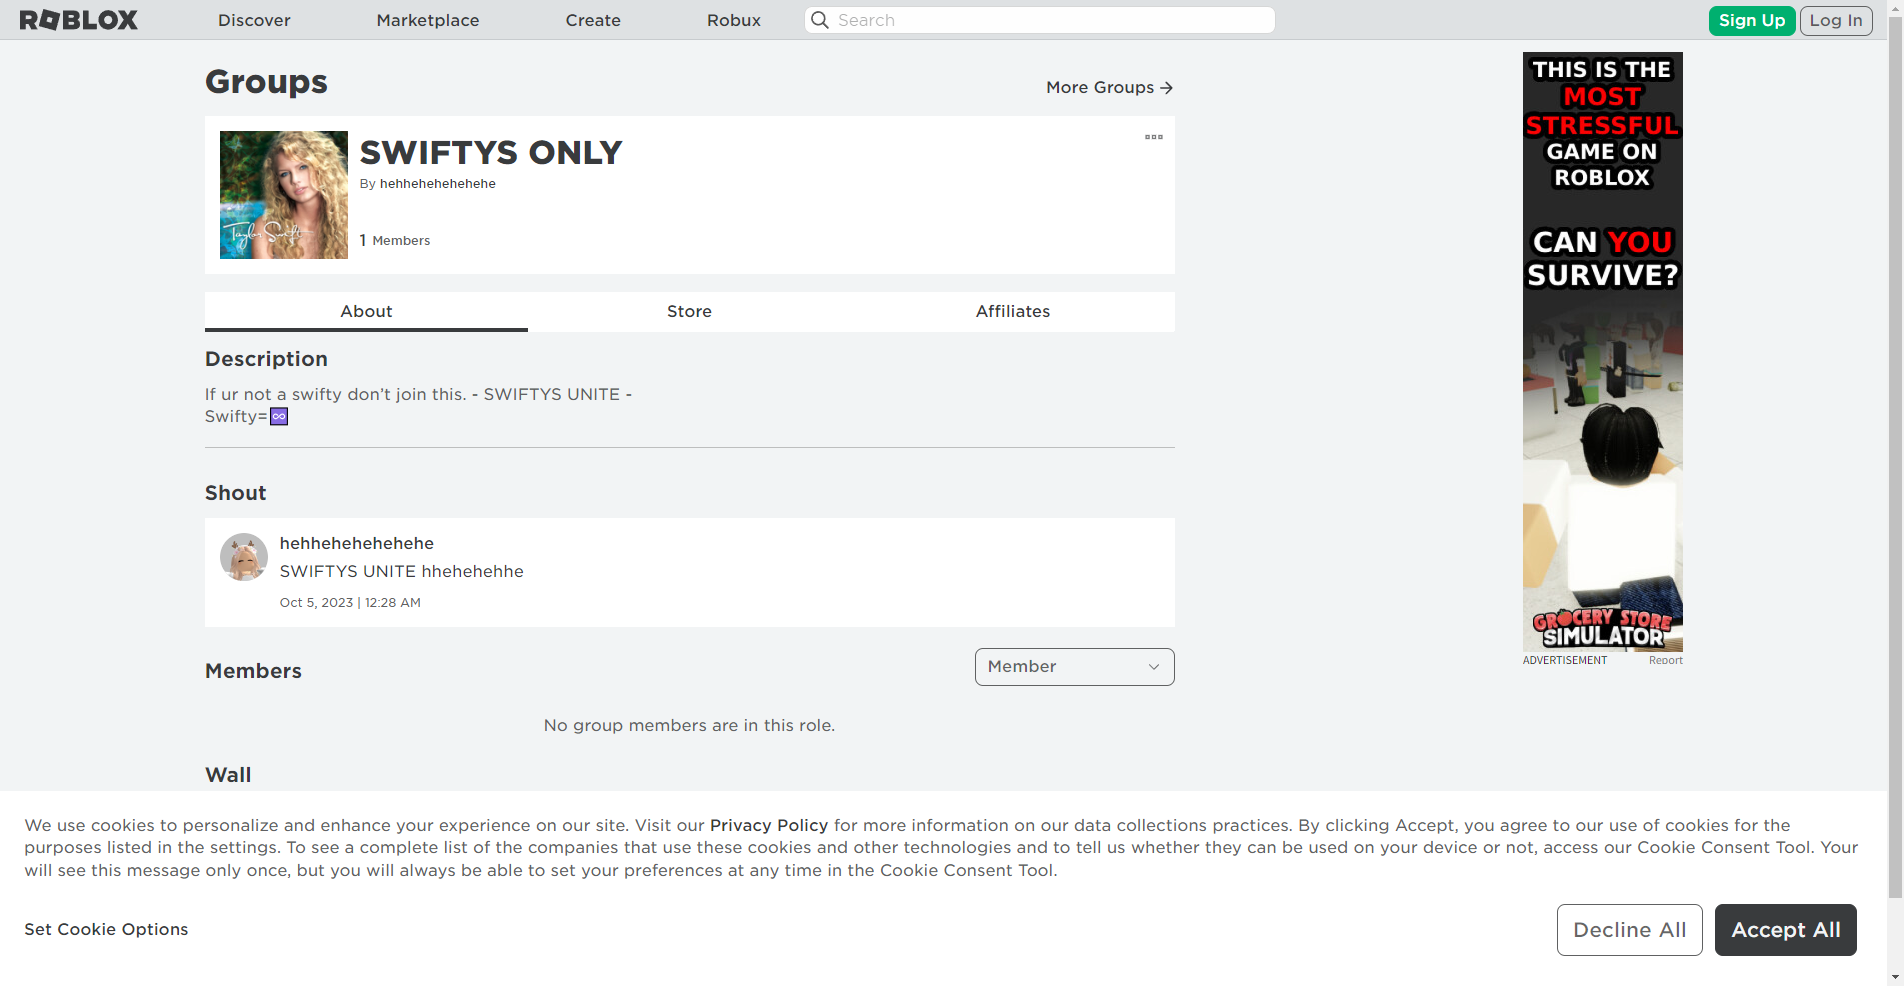 ROBLOX
Discover
Marketplace
Create
Robux
Search
Sign Up
Log In
Groups
More Groups →
SWIFTYS ONLY
By hehhehehehehehe
1 Members
Taylor Swift
About
Store
Affiliates
Description
If ur not a swifty don’t join this. - SWIFTYS UNITE -
Swifty=♾️
Shout
hehhehehehehehe
SWIFTYS UNITE hhehehehhe
Oct 5, 2023 | 12:28 AM
Members
Member
No group members are in this role.
Wall
THIS IS THE
MOST
STRESSFUL
GAME ON
ROBLOX
CAN YOU
SURVIVE?
GROCERY STORE
SIMULATOR
ADVERTISEMENT
Report
We use cookies to personalize and enhance your experience on our site. Visit our Privacy Policy for more information on our data collections practices. By clicking Accept, you agree to our use of cookies for the
purposes listed in the settings. To see a complete list of the companies that use these cookies and other technologies and to tell us whether they can be used on your device or not, access our Cookie Consent Tool. Your
will see this message only once, but you will always be able to set your preferences at any time in the Cookie Consent Tool.
Set Cookie Options
Decline All
Accept All